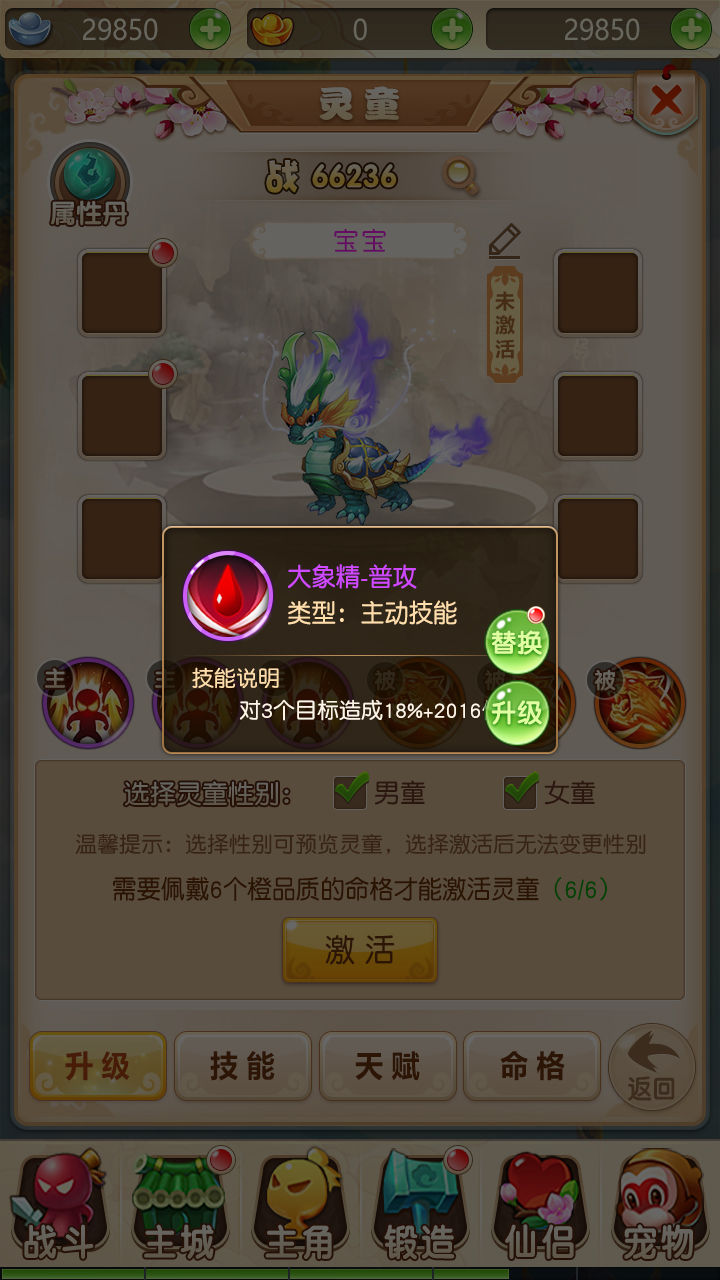 29850
0
29850
灵童
属性丹
战 66236
宝宝
未激活
大象精-普攻
类型：主动技能
替换
技能说明
对3个目标造成18%+2016
升级
主
主
被
被
被
选择灵童性别：
男童
女童
温馨提示：选择性别可预览灵童，选择激活后无法变更性别
需要佩戴6个橙品质的命格才能激活灵童（6/6）
激活
升级
技能
天赋
命格
返回
战斗
主城
主角
锻造
仙侣
宠物